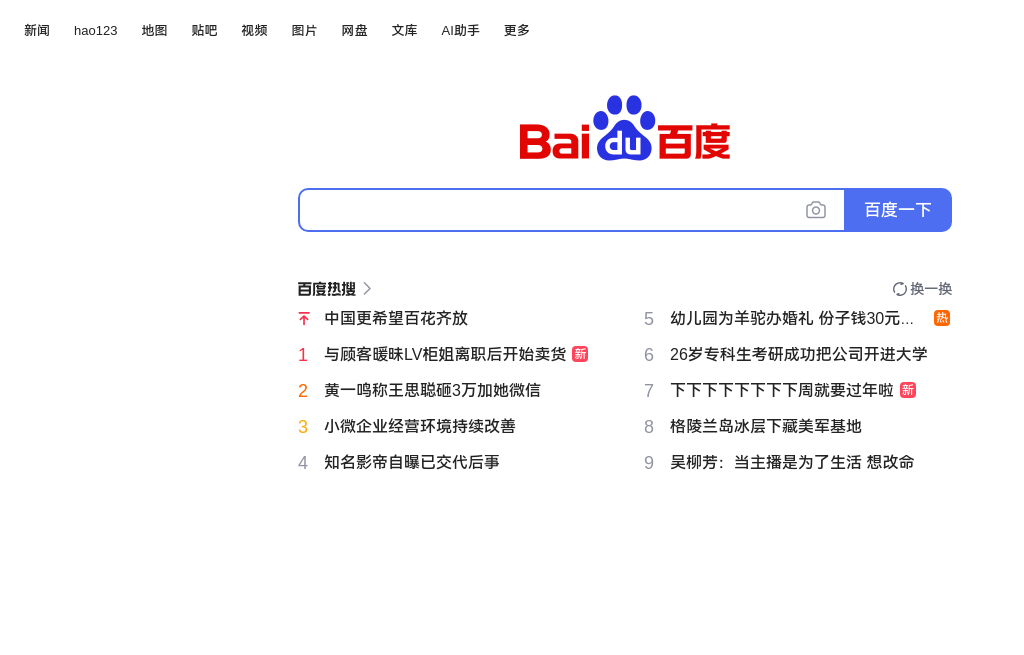 新闻 hao123 地图 贴吧 视频 图片 网盘 文库 AI助手 更多
Bai du 百度
百度一下
百度热搜 换一换
中国更希望百花齐放
1 与顾客暖昧LV柜姐离职后开始卖货 新
2 黄一鸣称王思聪砸3万加她微信
3 小微企业经营环境持续改善
4 知名影帝自曝已交代后事
5 幼儿园为羊驼办婚礼 份子钱30元... 热
6 26岁专科生考研成功把公司开进大学
7 下下下下下下下下周就要过年啦 新
8 格陵兰岛冰层下藏美军基地
9 吴柳芳：当主播是为了生活 想改命